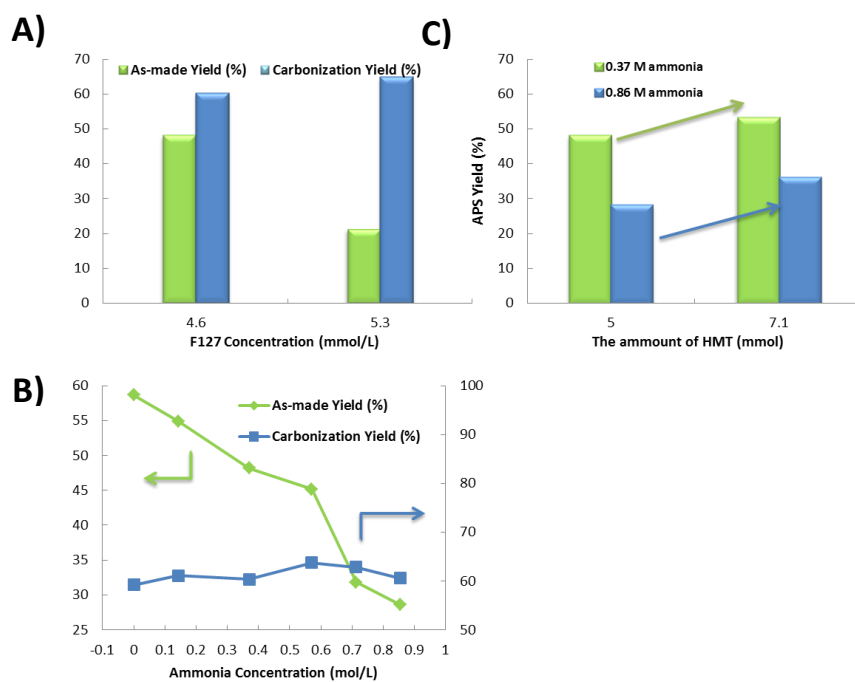 A)
70
60
50
40
30
20
10
0
As-made Yield (%) Carbonization Yield (%)
4.6 5.3
F127 Concentration (mmol/L)
C)
70
60
50
40
30
20
10
0
APS Yield (%)
0.37 M ammonia
0.86 M ammonia
5 7.1
The ammount of HMT (mmol)
B)
60
55
50
45
40
35
30
25
As-made Yield (%)
Carbonization Yield (%)
100
90
80
70
60
50
-0.1 0 0.1 0.2 0.3 0.4 0.5 0.6 0.7 0.8 0.9 1
Ammonia Concentration (mol/L)